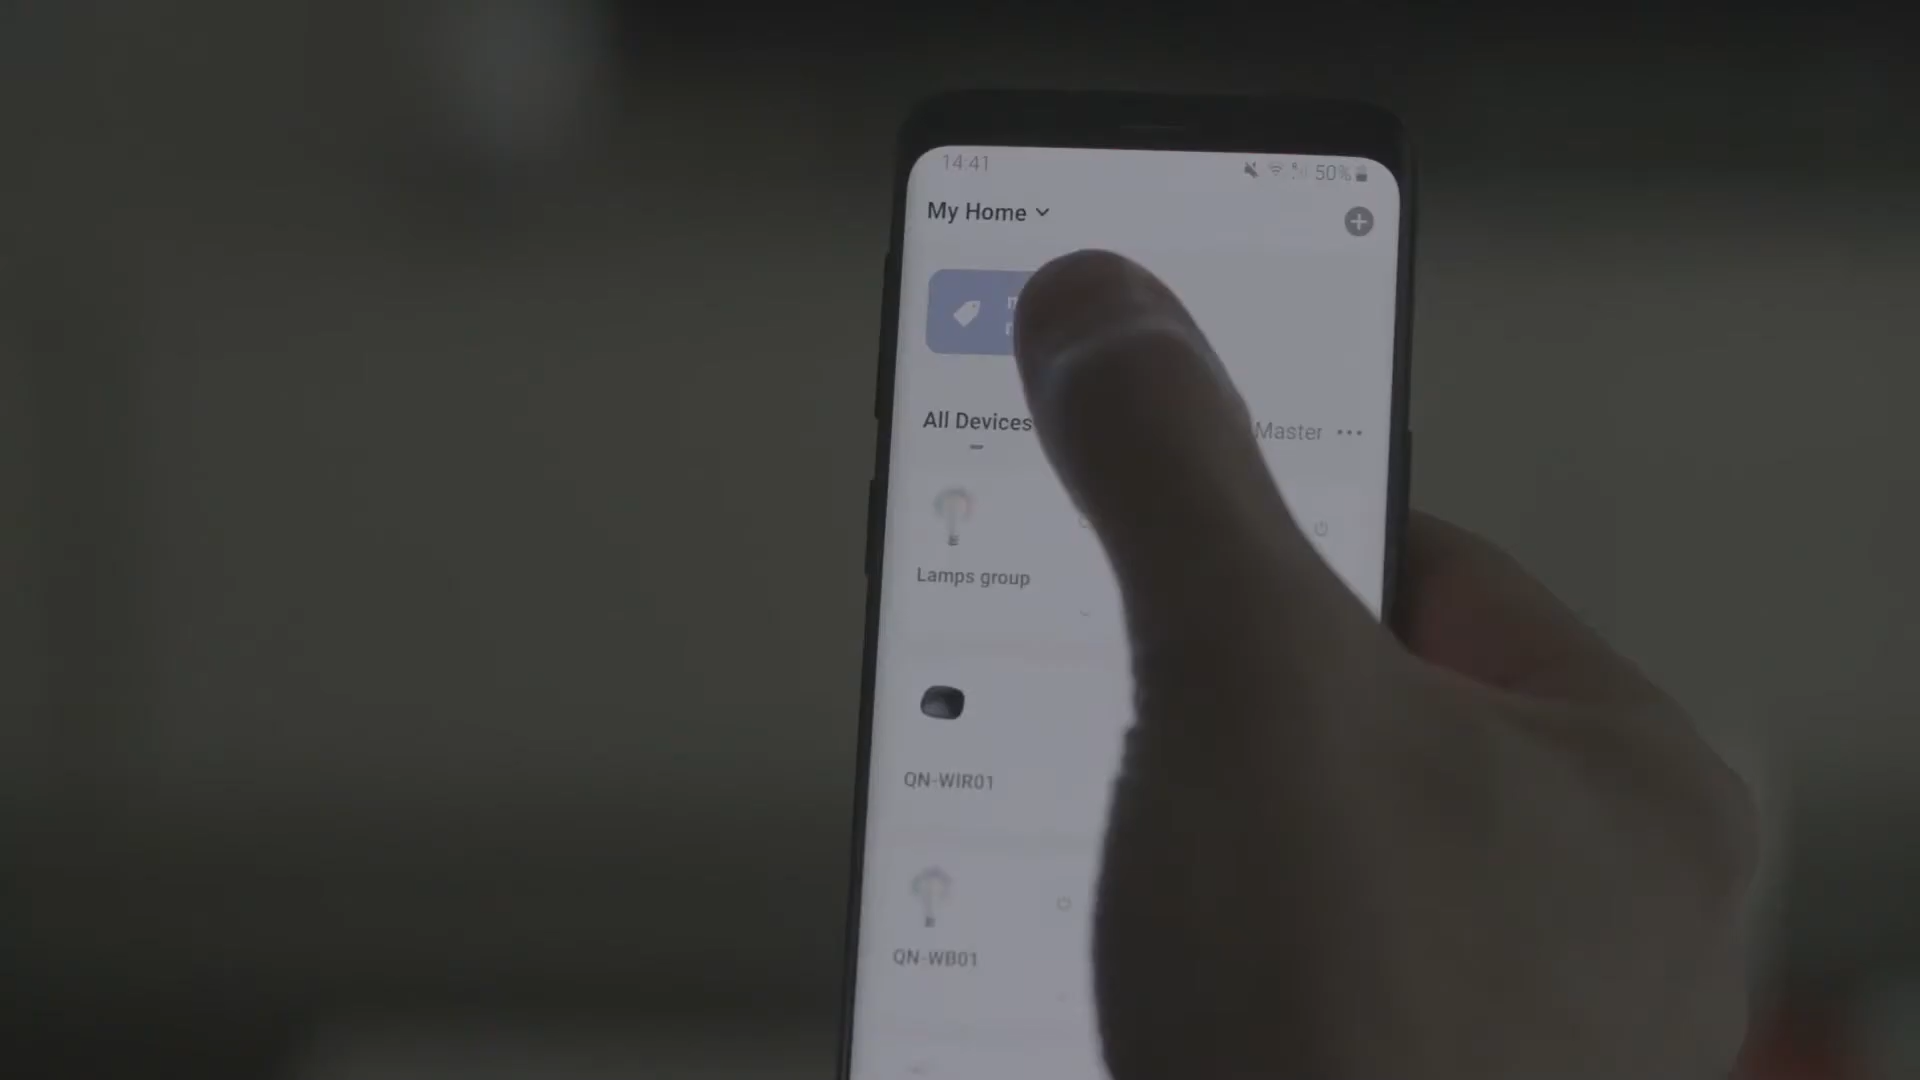 14:41
50%
My Home
All Devices
Master
Lamps group
QN-WIR01
QN-WB01